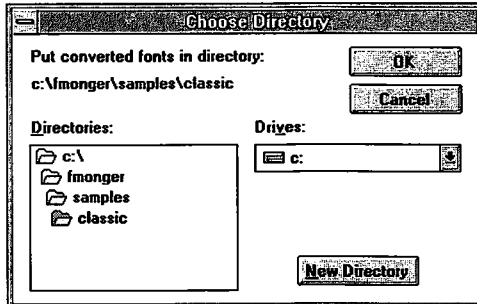 Choose Directory
Put converted fonts in directory:
c:\fmonger\samples\classic
OK
Cancel
Directories:
Drives:
c:\
fmonger
samples
classic
c:
New Directory